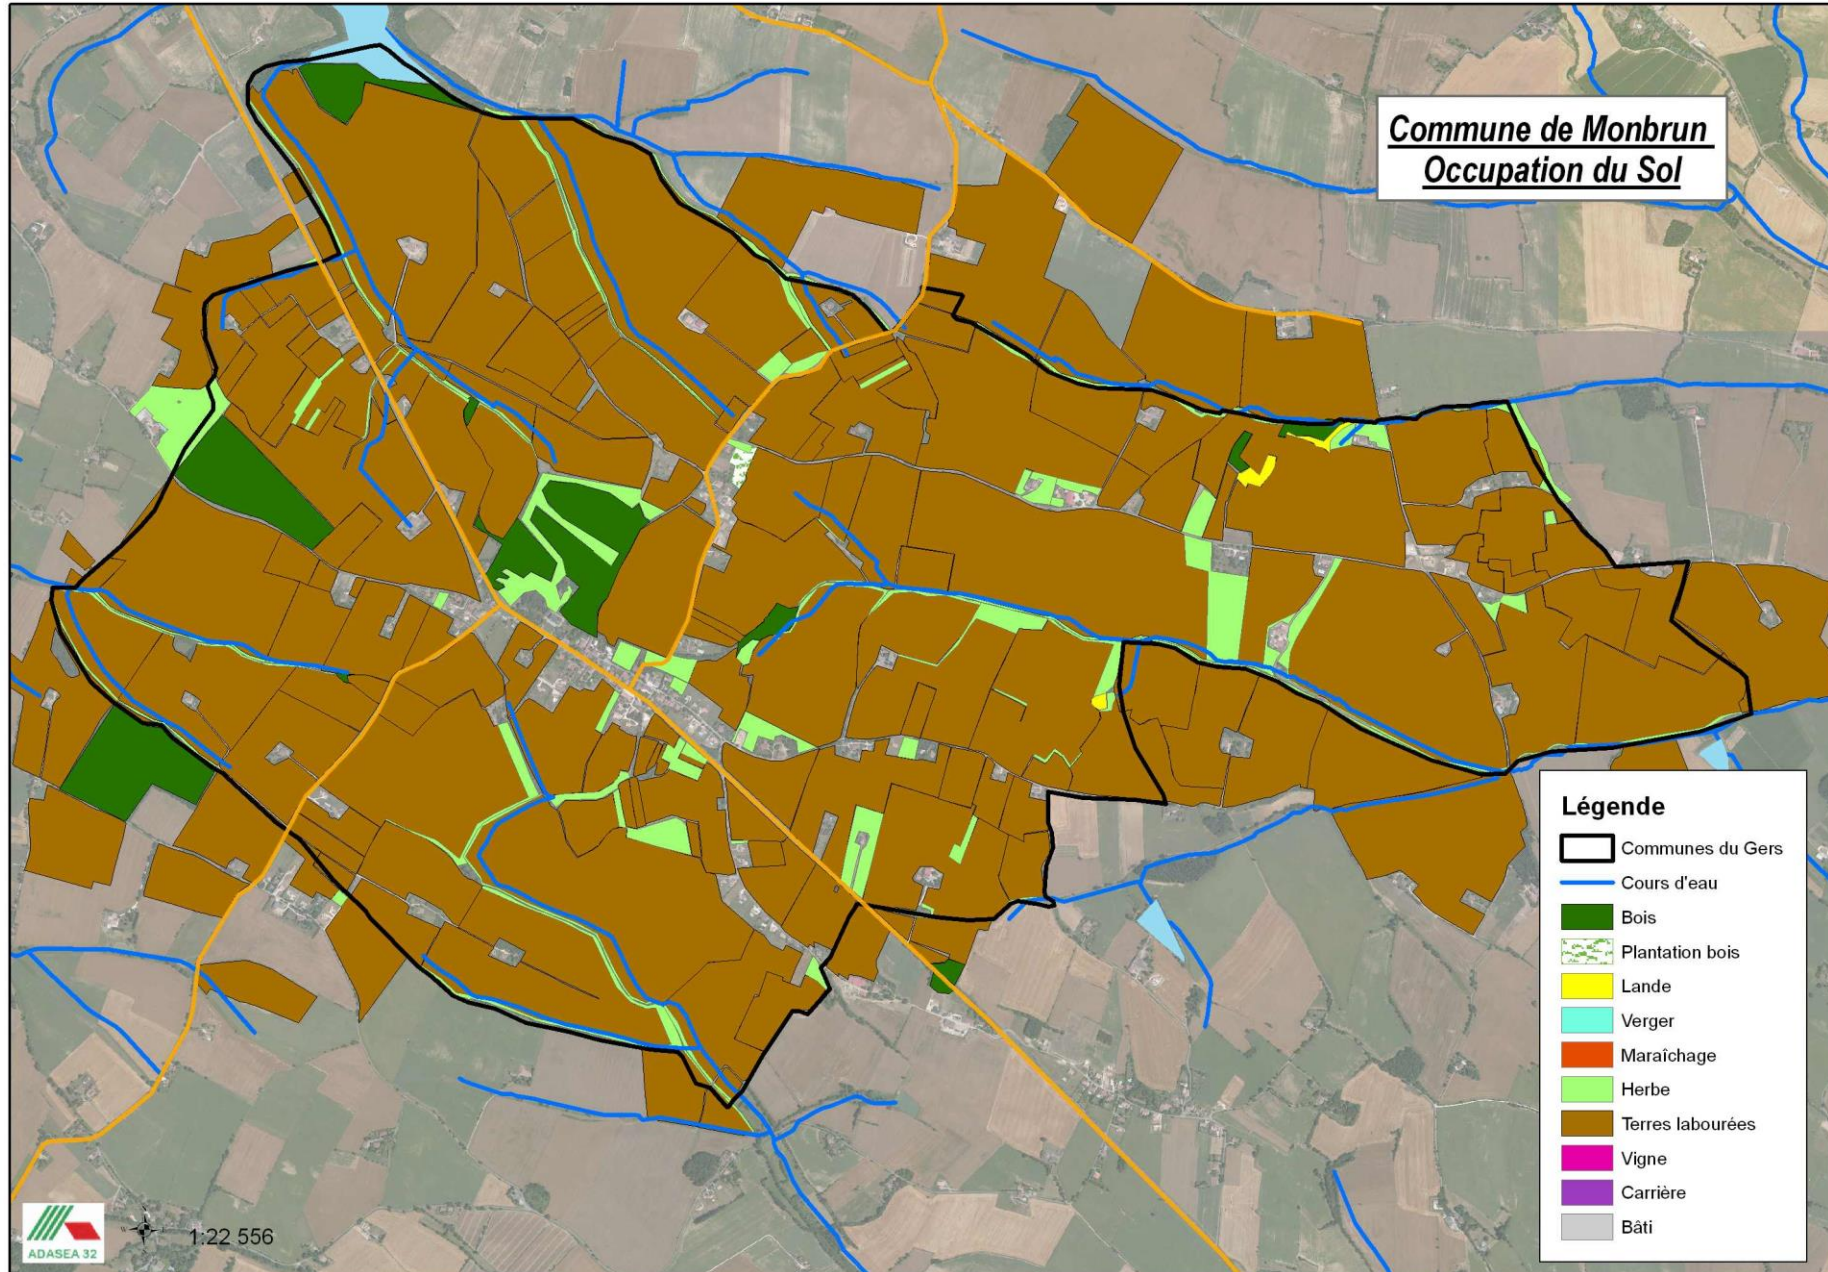 Commune de Monbrun
Occupation du Sol
Légende
Communes du Gers
Cours d'eau
Bois
Plantation bois
Lande
Verger
Maraîchage
Herbe
Terres labourées
Vigne
Carrière
Bâti
ADASEA 32
1:22 556